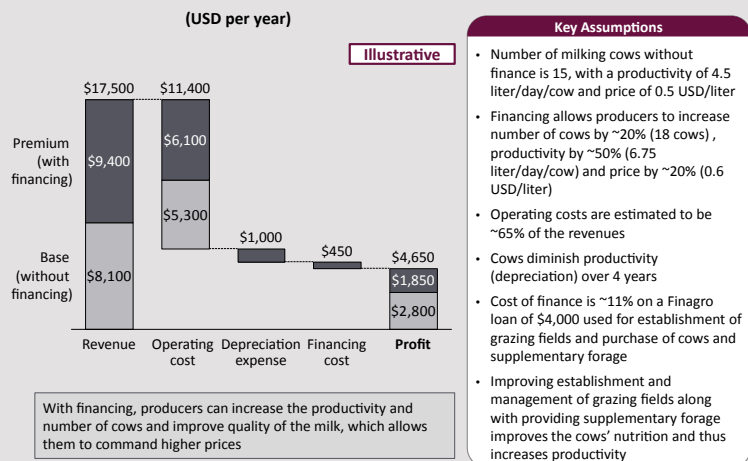 (USD per year)
Illustrative
$17,500
$11,400
Premium
(with
financing)
$9,400
$6,100
$5,300
$1,000
$450
$4,650
Base
(without
financing)
$8,100
$1,850
$2,800
Revenue
Operating
cost
Depreciation
expense
Financing
cost
Profit
With financing, producers can increase the productivity and
number of cows and improve quality of the milk, which allows
them to command higher prices
Key Assumptions
• Number of milking cows without
finance is 15, with a productivity of 4.5
liter/day/cow and price of 0.5 USD/liter
• Financing allows producers to increase
number of cows by ~20% (18 cows) ,
productivity by ~50% (6.75
liter/day/cow) and price by ~20% (0.6
USD/liter)
• Operating costs are estimated to be
~65% of the revenues
• Cows diminish productivity
(depreciation) over 4 years
• Cost of finance is ~11% on a Finagro
loan of $4,000 used for establishment of
grazing fields and purchase of cows and
supplementary forage
• Improving establishment and
management of grazing fields along
with providing supplementary forage
improves the cows’ nutrition and thus
increases productivity